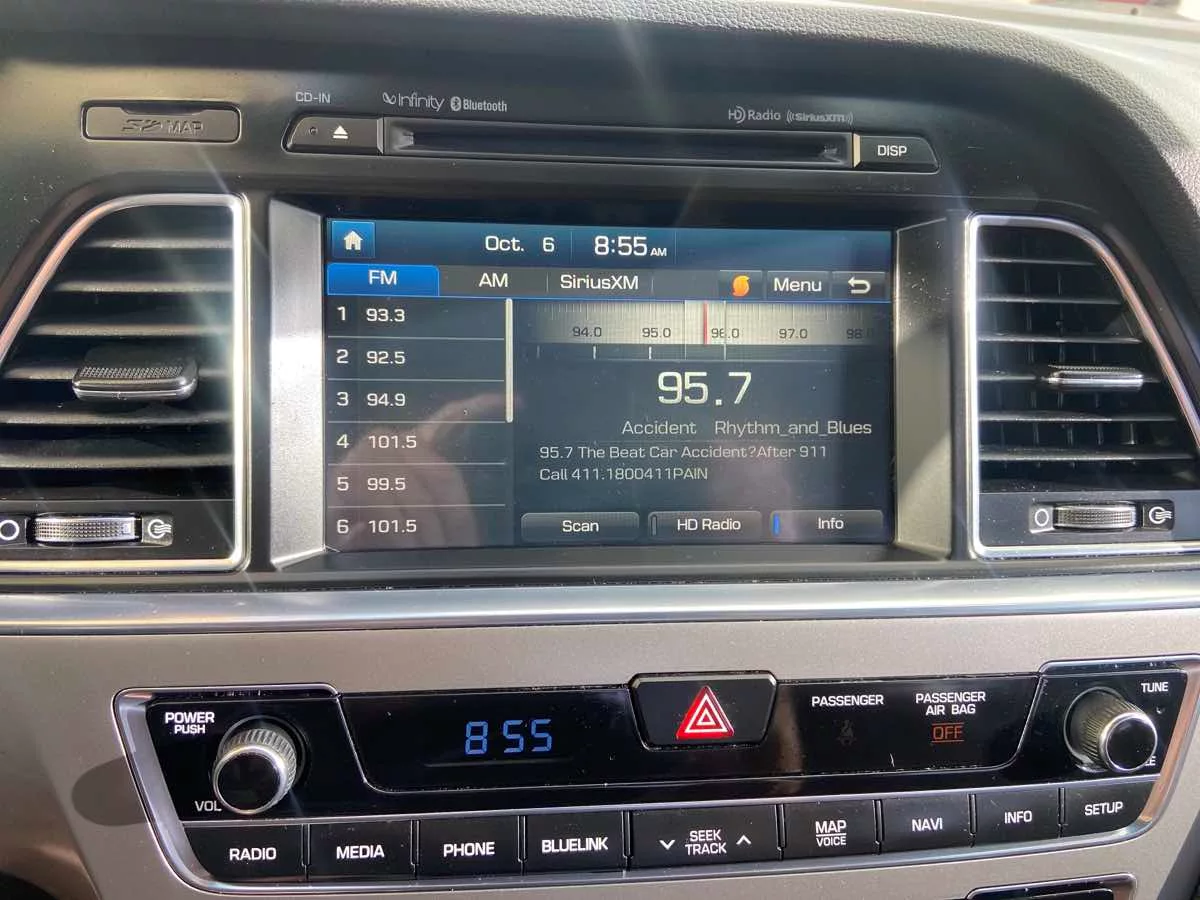 CD-IN
Infinity Bluetooth
HD Radio ((SiriusXM))
MAP
DISP
Oct. 6 8:55 AM
FM AM SiriusXM Menu
1 93.3
2 92.5
3 94.9
4 101.5
5 99.5
6 101.5
94.0 95.0 96.0 97.0 98.0
95.7
Accident Rhythm_and_Blues
95.7 The Beat Car Accident?After 911
Call 411.1800411PAIN
Scan HD Radio Info
POWER
PUSH
VOL
8:55
PASSENGER
PASSENGER
AIR BAG
OFF
TUNE
RADIO MEDIA PHONE BLUELINK
SEEK
TRACK
MAP
VOICE
NAVI INFO SETUP